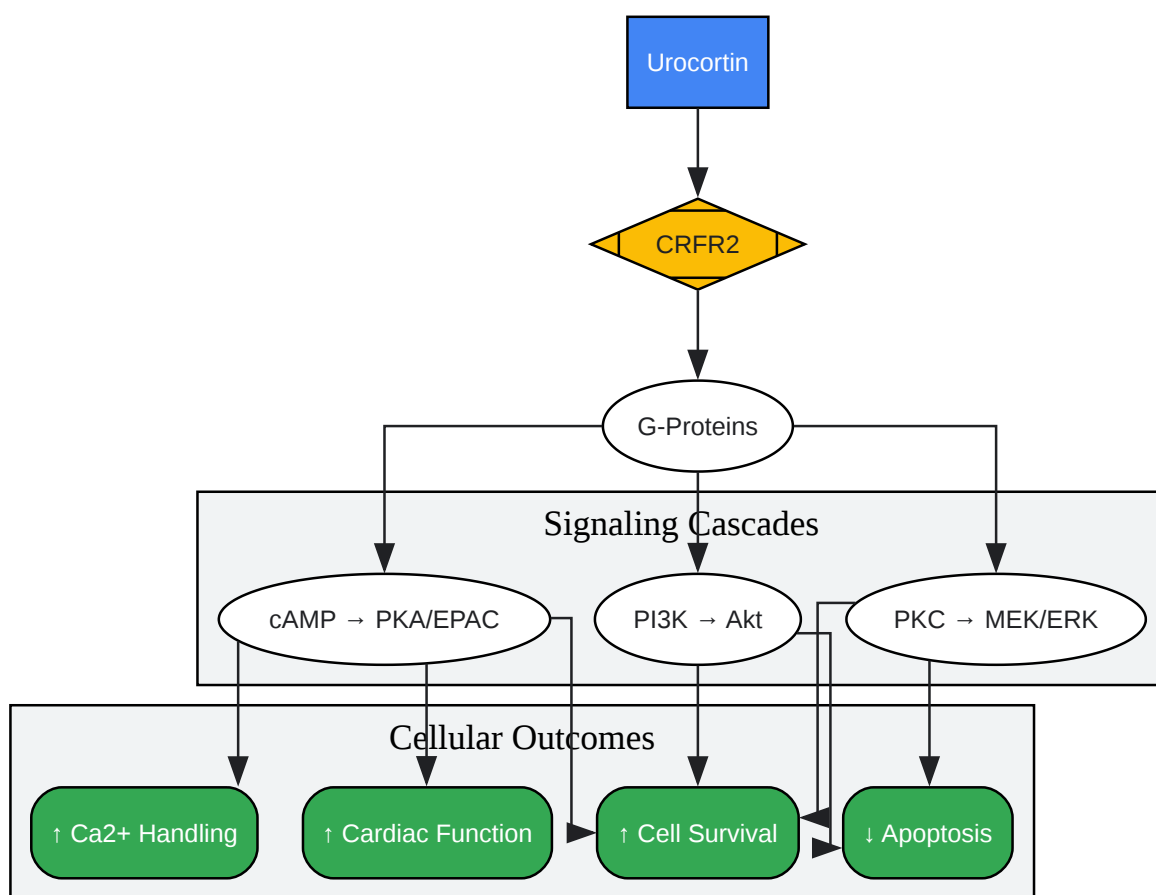 Urocortin
CRFR2
G-Proteins
Signaling Cascades
cAMP → PKA/EPAC
PI3K → Akt
PKC → MEK/ERK
Cellular Outcomes
↑ Ca2+ Handling
↑ Cardiac Function
↑ Cell Survival
↓ Apoptosis